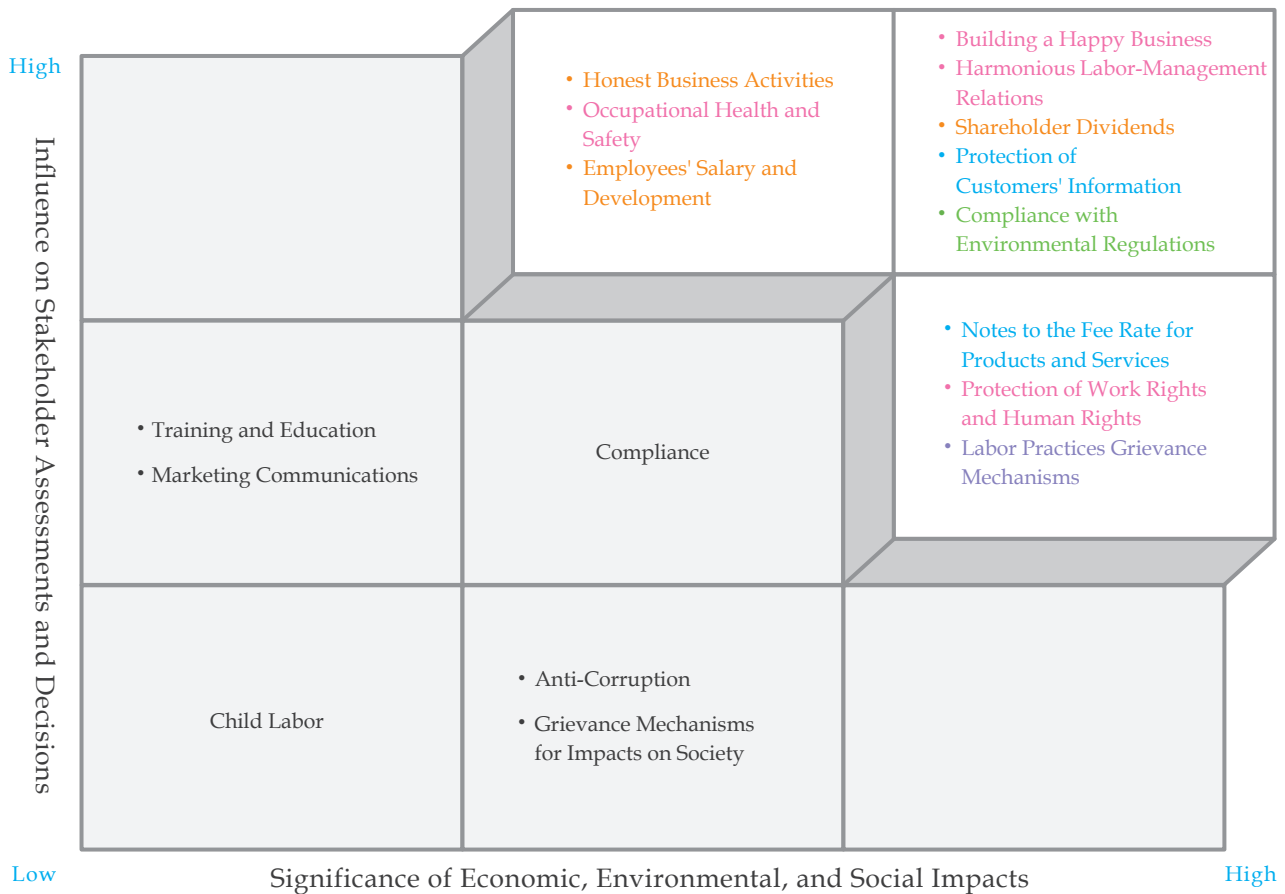 High
Influence on Stakeholder Assessments and Decisions
• Honest Business Activities
• Occupational Health and
Safety
• Employees' Salary and
Development
• Building a Happy Business
• Harmonious Labor-Management
Relations
• Shareholder Dividends
• Protection of
Customers' Information
• Compliance with
Environmental Regulations
• Training and Education
• Marketing Communications
Compliance
• Notes to the Fee Rate for
Products and Services
• Protection of Work Rights
and Human Rights
• Labor Practices Grievance
Mechanisms
Child Labor
• Anti-Corruption
• Grievance Mechanisms
for Impacts on Society
Low
Significance of Economic, Environmental, and Social Impacts
High